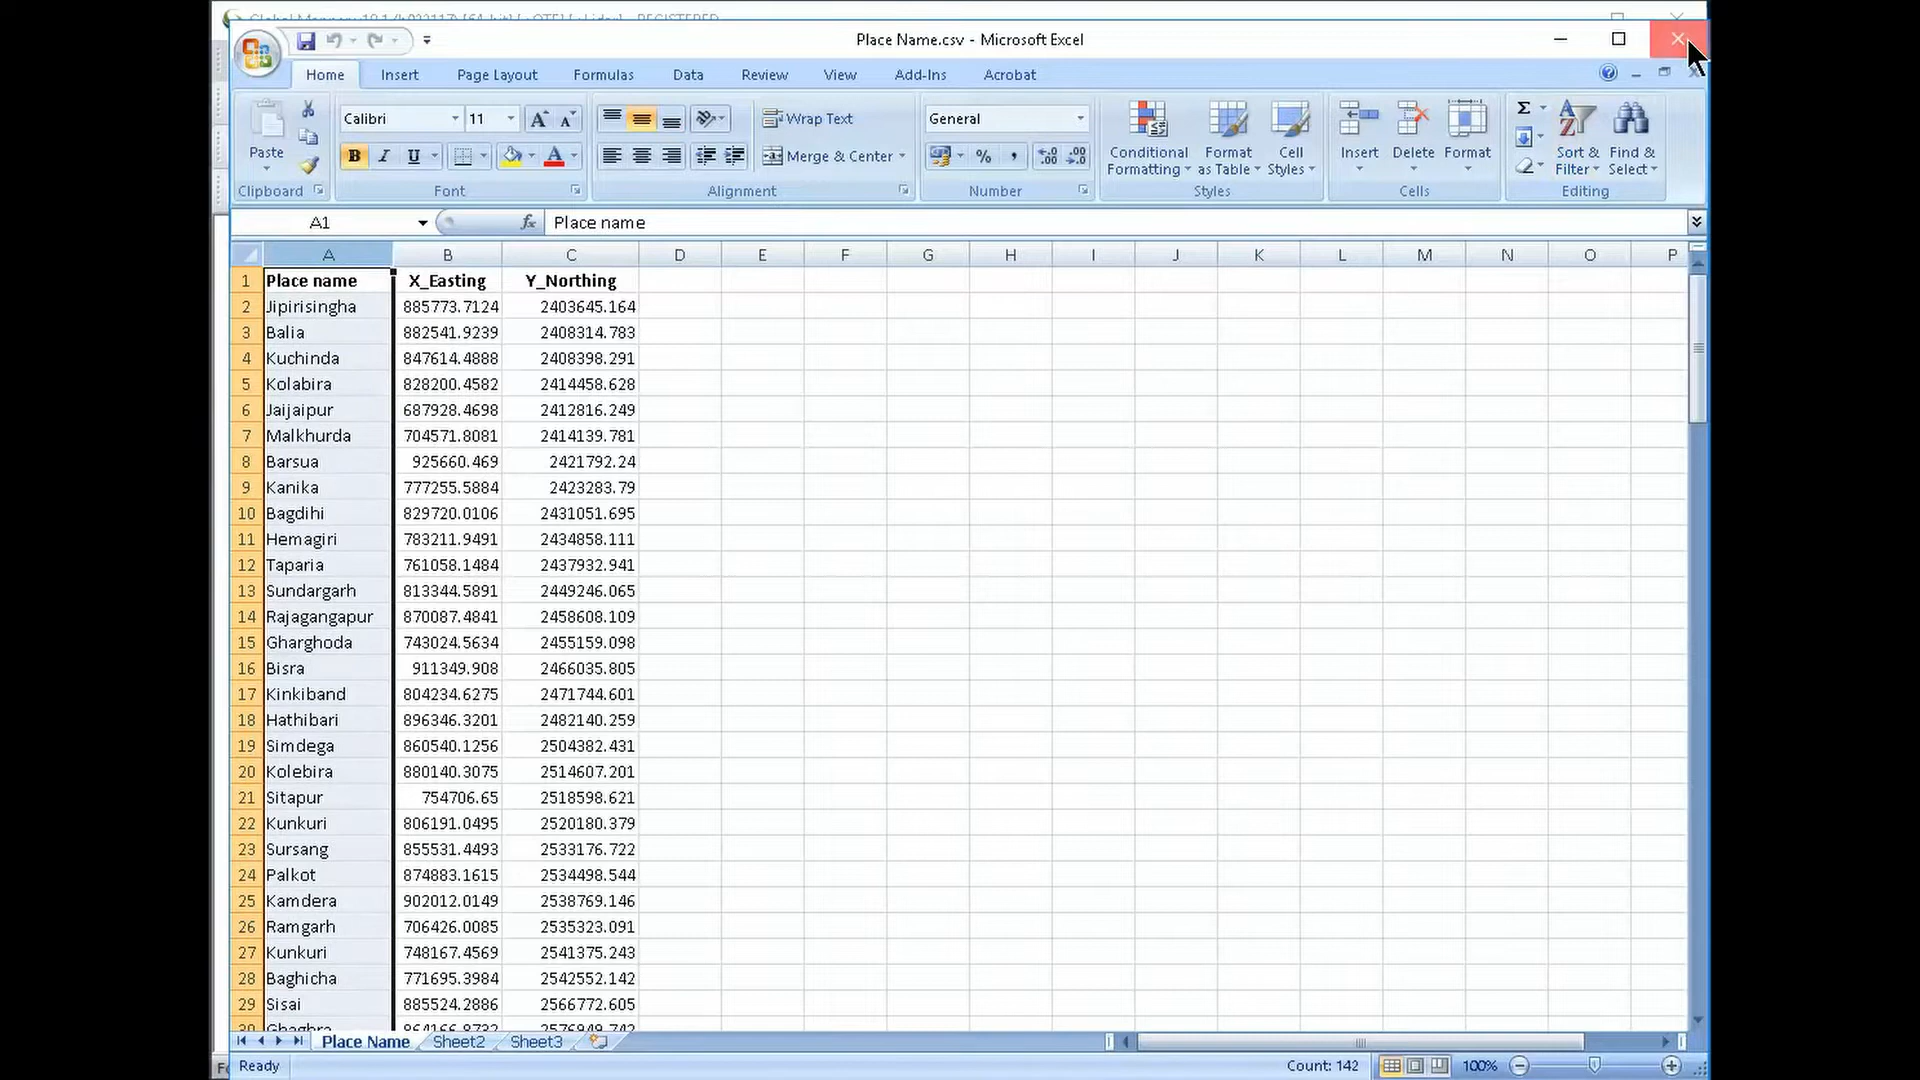 Place Name.csv - Microsoft Excel
Home Insert Page Layout Formulas Data Review View Add-Ins Acrobat
Calibri 11 Wrap Text General
Paste B I U Merge & Center % , Conditional Formatting Format as Table Cell Styles Insert Delete Format Σ Sort & Filter Find & Select
Clipboard Font Alignment Number Styles Cells Editing
A1 fx Place name
A B C D E F G H I J K L M N O P
1 Place name X_Easting Y_Northing
2 Jipirisingha 885773.7124 2403645.164
3 Balia 882541.9239 2408314.783
4 Kuchinda 847614.4888 2408398.291
5 Kolabira 828200.4582 2414458.628
6 Jaijaipur 687928.4698 2412816.249
7 Malkhurda 704571.8081 2414139.781
8 Barsua 925660.469 2421792.24
9 Kanika 777255.5884 2423283.79
10 Bagdihi 829720.0106 2431051.695
11 Hemagiri 783211.9491 2434858.111
12 Taparia 761058.1484 2437932.941
13 Sundargarh 813344.5891 2449246.065
14 Rajagangapur 870087.4841 2458608.109
15 Gharghoda 743024.5634 2455159.098
16 Bisra 911349.908 2466035.805
17 Kinkiband 804234.6275 2471744.601
18 Hathibari 896346.3201 2482140.259
19 Simdega 860540.1256 2504382.431
20 Kolebira 880140.3075 2514607.201
21 Sitapur 754706.65 2518598.621
22 Kunkuri 806191.0495 2520180.379
23 Sursang 855531.4493 2533176.722
24 Palkot 874883.1615 2534498.544
25 Kamdera 902012.0149 2538769.146
26 Ramgarh 706426.0085 2535323.091
27 Kunkuri 748167.4569 2541375.243
28 Baghicha 771695.3984 2542552.142
29 Sisai 885524.2886 2566772.605
30 Ghaghra 864166.8732 2576949.742
Place Name Sheet2 Sheet3
Ready Count: 142 100%